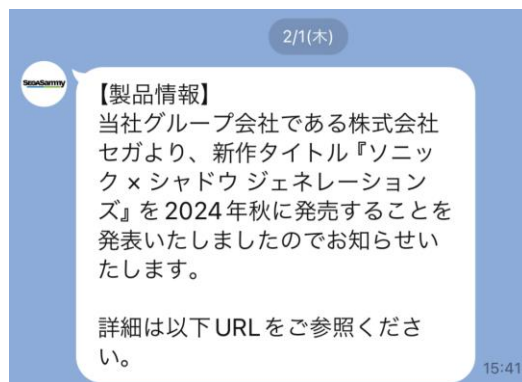 2/1(木)
SEGASammy
【製品情報】
当社グループ会社である株式会社
セガより、新作タイトル『ソニッ
ク × シャドウ ジェネレーション
ズ』を2024年秋に発売することを
発表いたしましたのでお知らせい
たします。
詳細は以下URLをご参照くださ
い。
15:41